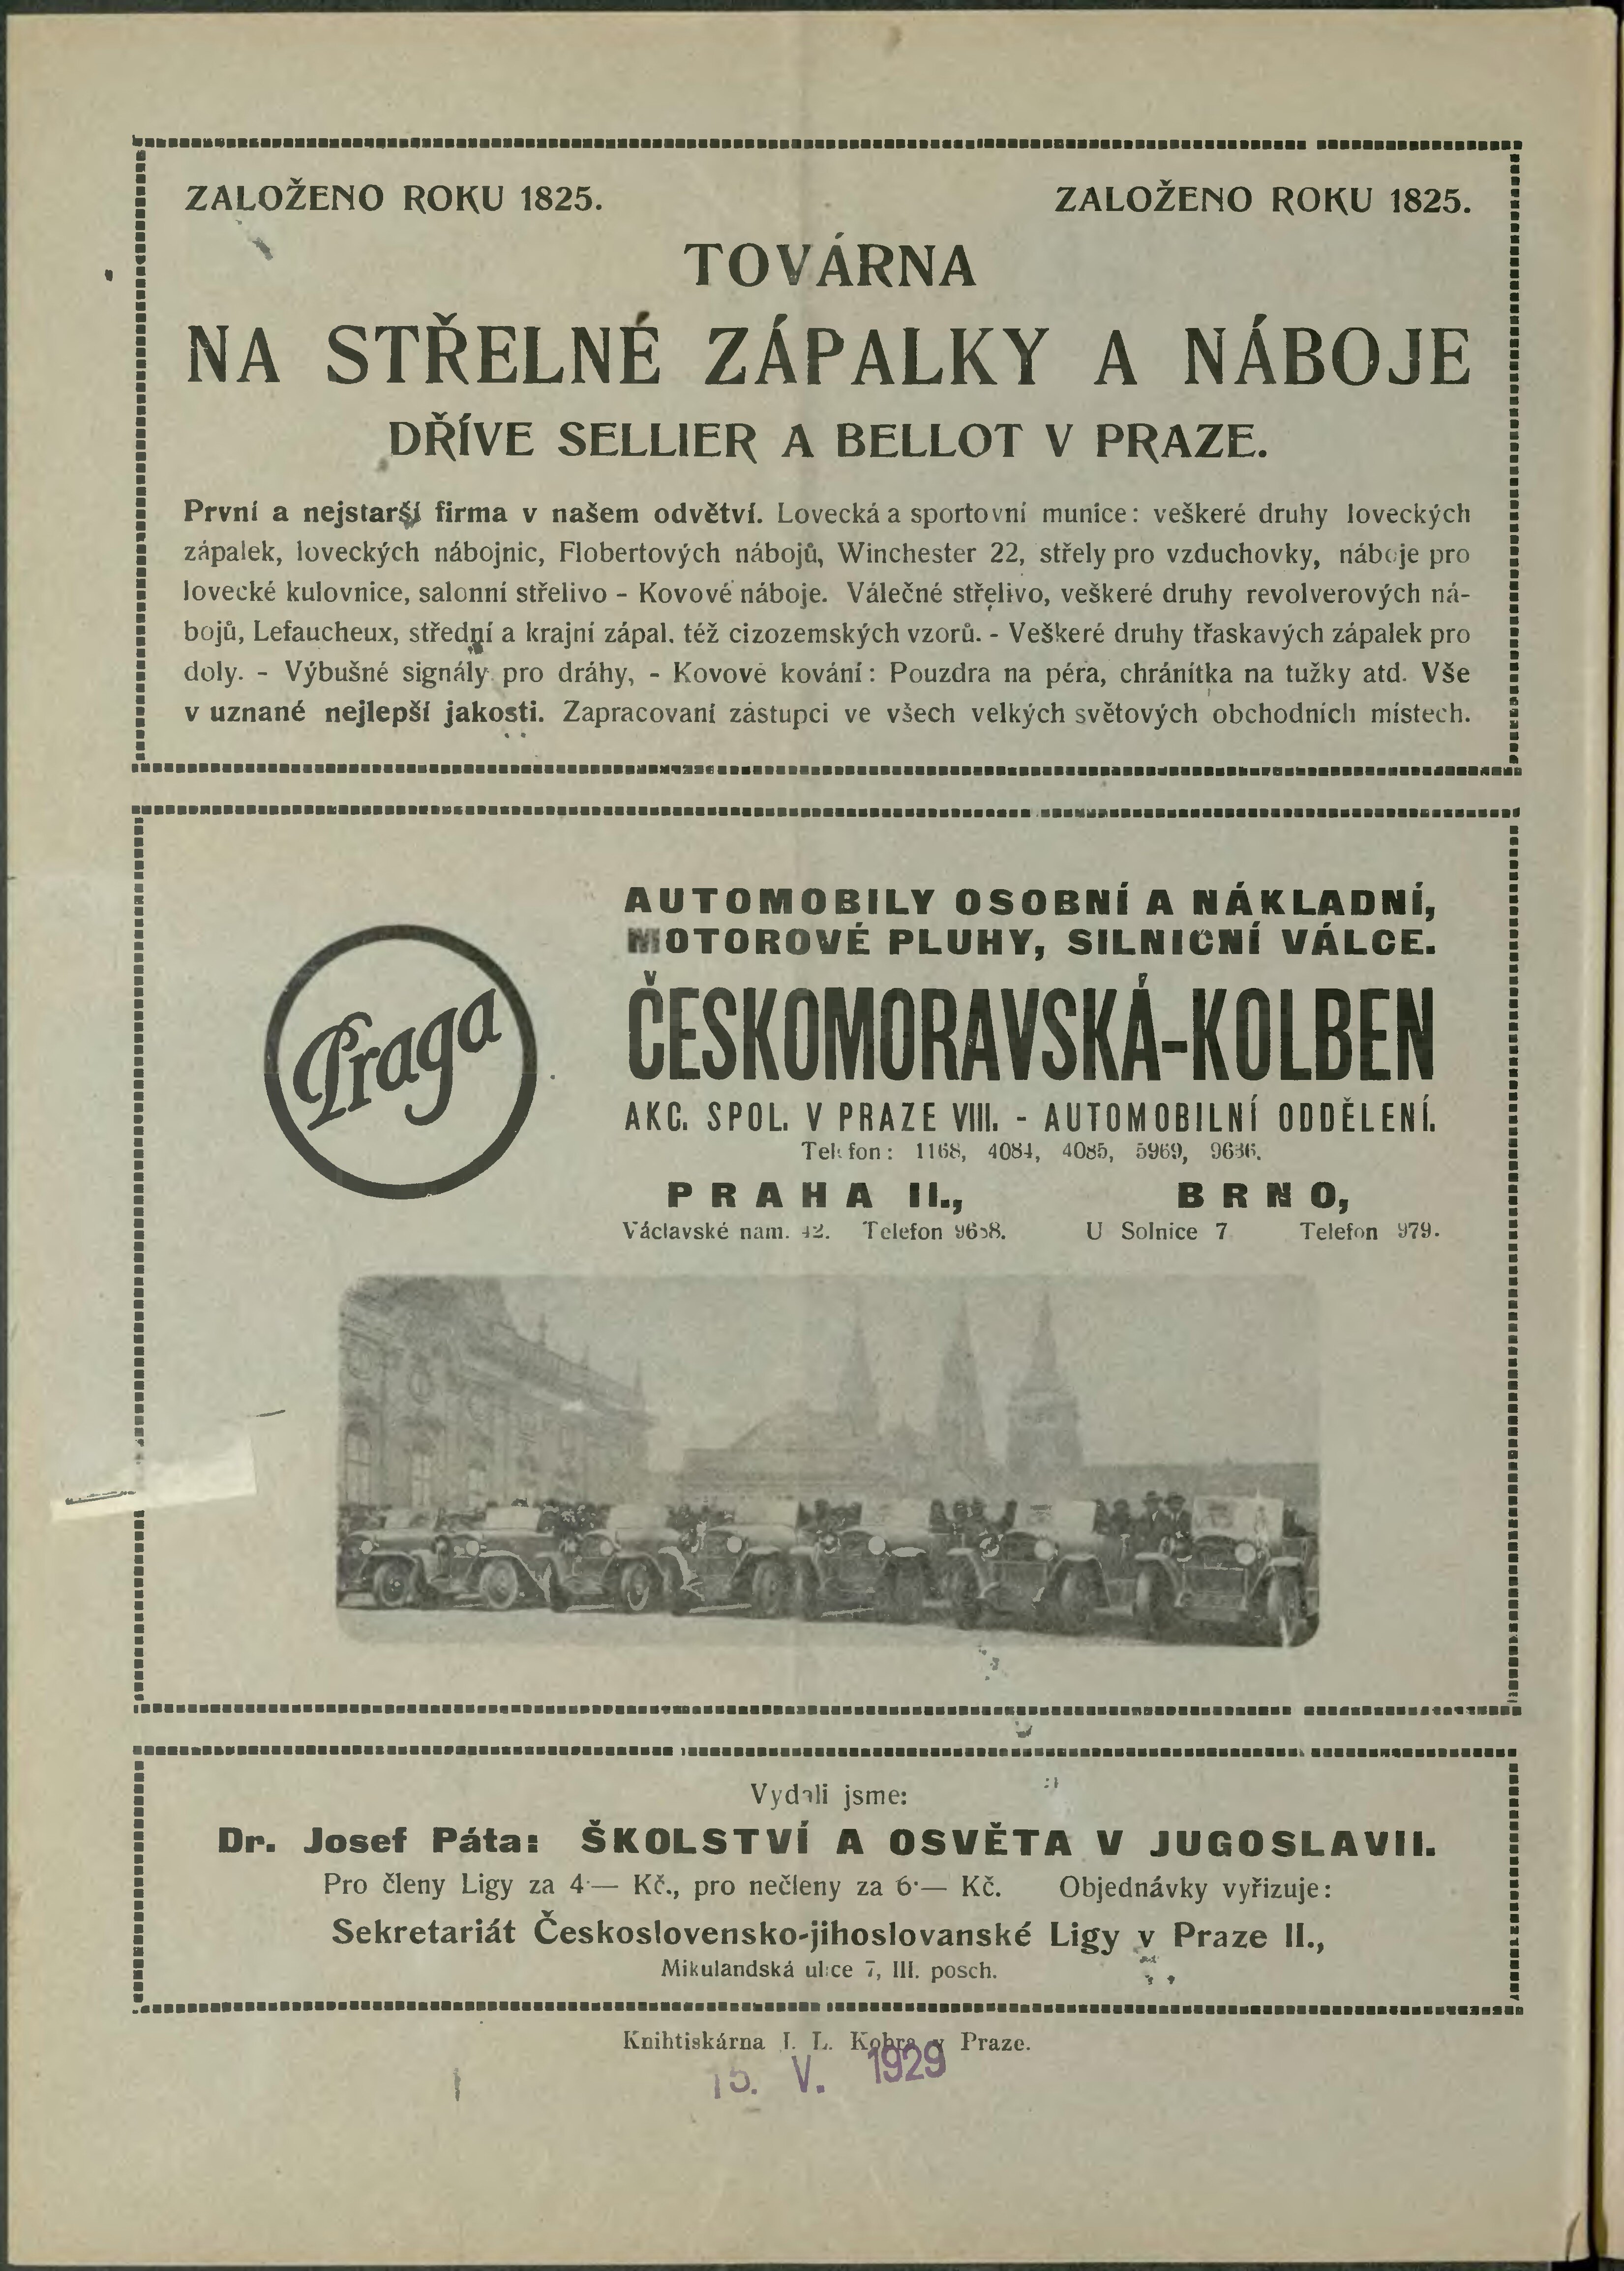 ZALOŽENO ROKU 1825. ZALOŽENO ROKU 1825.
TOVÁRNA
NA STŘELNÉ ZÁPALKY A NÁBOJE
DŘÍVE SELLIER A BELLOT V PRAZE.
První a nejstarší firma v našem odvětví. Lovecká a sportovní munice: veškeré druhy loveckých
zápalek, loveckých nábojnic, Flobertových nábojů, Winchester 22, střely pro vzduchovky, náboje pro
lovecké kulovnice, salonní střelivo - Kovové náboje. Válečné střelivo, veškeré druhy revolverových ná-
bojů, Lefaucheux, střední a krajní zápal. též cizozemských vzorů. - Veškeré druhy třaskavých zápalek pro
doly. - Výbušné signály pro dráhy, - Kovové kování: Pouzdra na péra, chránítka na tužky atd. Vše
v uznané nejlepší jakosti. Zapracovaní zástupci ve všech velkých světových obchodních místech.
Praga
AUTOMOBILY OSOBNÍ A NÁKLADNÍ,
MOTOROVÉ PLUHY, SILNIČNÍ VÁLCE.
ČESKOMORAVSKÁ-KOLBEN
AKC. SPOL. V PRAZE VIII. - AUTOMOBILNÍ ODDĚLENÍ.
Telefon: 1168, 4084, 4085, 5969, 9636.
PRAHA II., BRNO,
Václavské nam. 42. Telefon U Solnice 7 Telefon 979.
Vydali jsme:
Dr. Josef Páta: ŠKOLSTVÍ A OSVĚTA V JUGOSLAVII.
Pro členy Ligy za 4·— Kč., pro nečleny za 6·— Kč. Objednávky vyřizuje:
Sekretariát Československo-jihoslovanské Ligy v Praze II.,
Mikulandská ulice 7, III. posch.
Knihtiskárna I. L. Kobra v Praze.
15. V. 1929